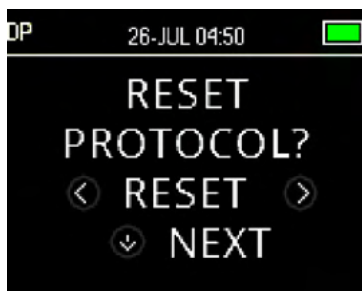 DP 26-JUL 04:50
RESET
PROTOCOL?
RESET
NEXT